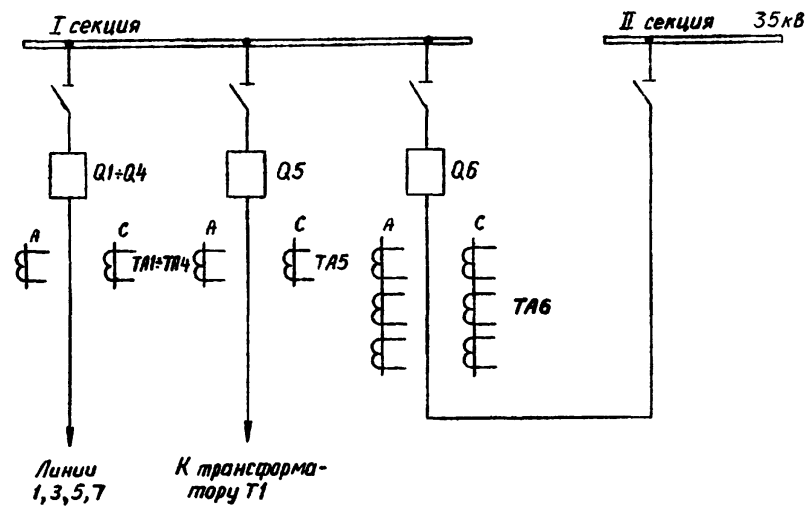 I секция
II секция 35кВ
Q1÷Q4
Q5
Q6
A
C
A
C
A
C
TA1÷TA4
TA5
TA6
Линии
1,3,5,7
К трансформа-
тору T1